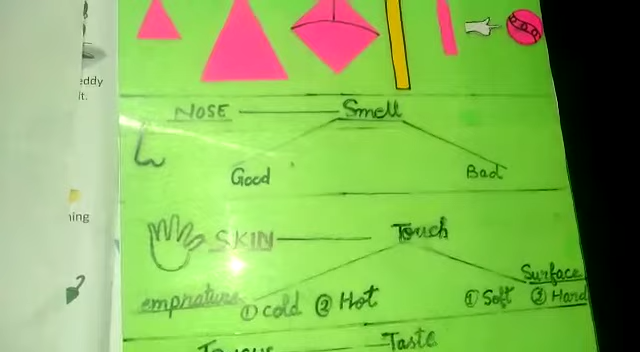 eddy
it.
NOSE Smell
Good Bad
ning
SKIN Touch
Surface
emprature ① cold ② Hot ① Soft ② Hard
Taste